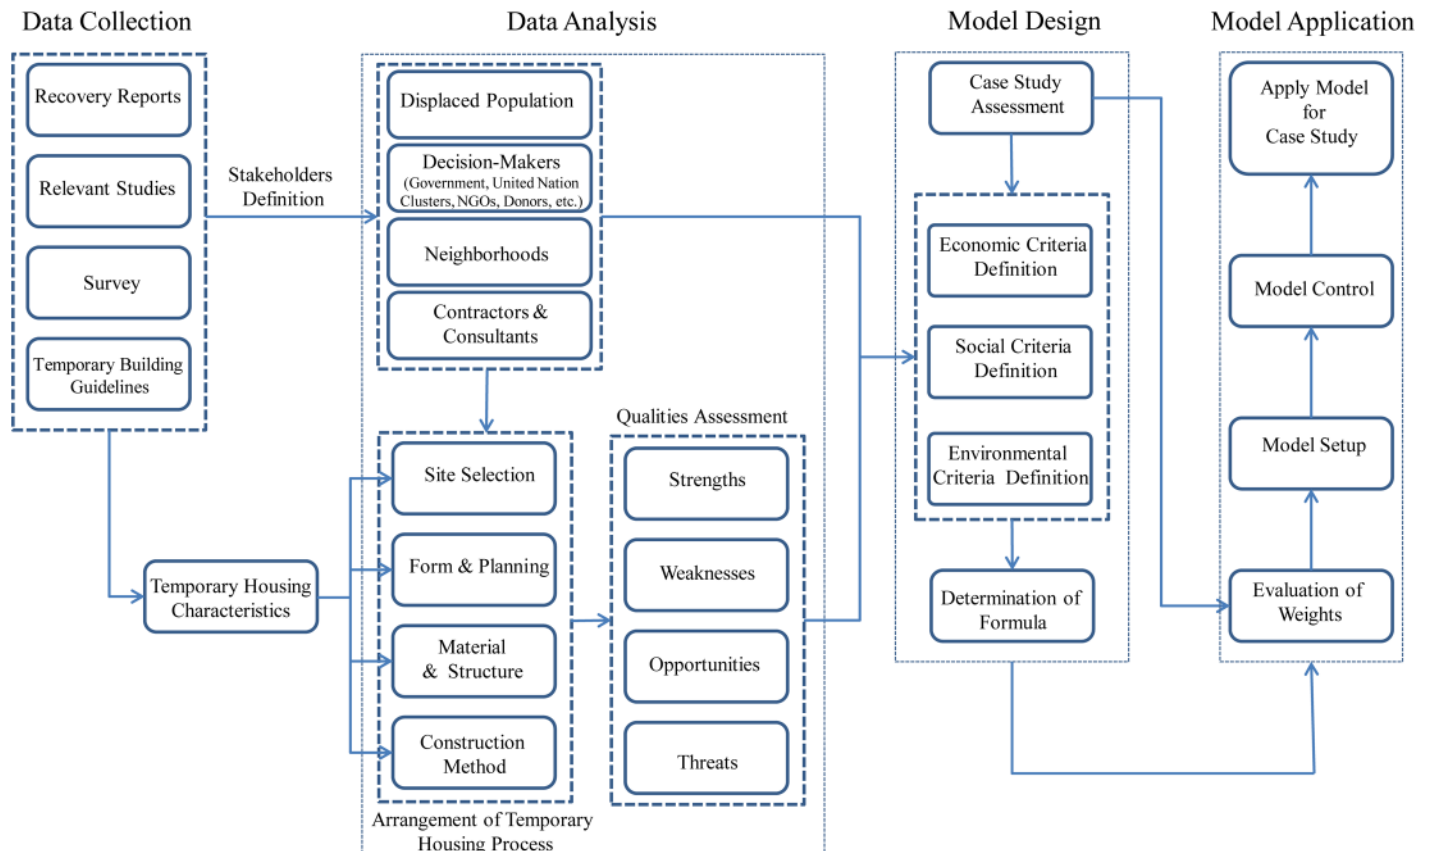 Data Collection
Data Analysis
Model Design
Model Application
Recovery Reports
Relevant Studies
Survey
Temporary Building
Guidelines
Stakeholders
Definition
Temporary Housing
Characteristics
Displaced Population
Decision-Makers
(Government, United Nation
Clusters, NGOs, Donors, etc.)
Neighborhoods
Contractors &
Consultants
Site Selection
Form & Planning
Material
& Structure
Construction
Method
Arrangement of Temporary
Housing Process
Qualities Assessment
Strengths
Weaknesses
Opportunities
Threats
Case Study
Assessment
Economic Criteria
Definition
Social Criteria
Definition
Environmental
Criteria Definition
Determination of
Formula
Apply Model
for
Case Study
Model Control
Model Setup
Evaluation of
Weights